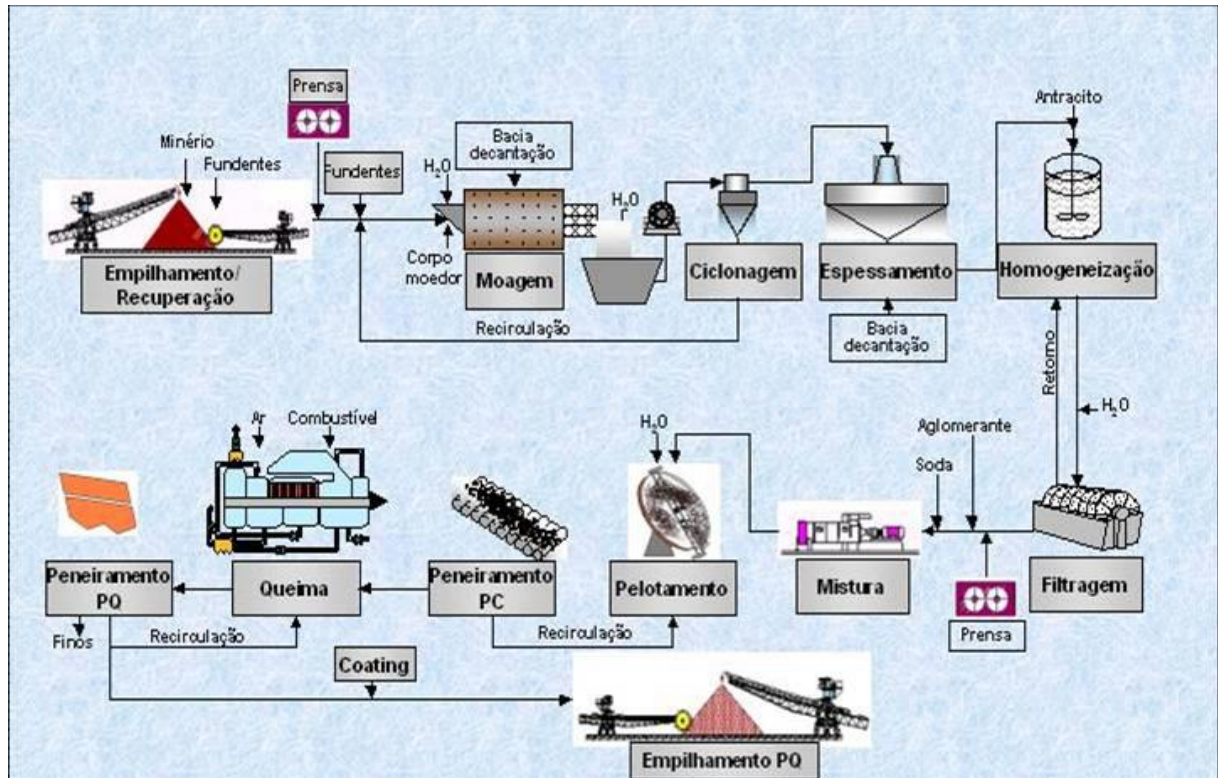 Prensa
Minério
Fundentes
Fundentes
H₂O
Bacia
decantação
H₂O
Antracito
Empilhamento/
Recuperação
Corpo
moedor
Moagem
Ciclonagem
Espessamento
Homogeneização
Recirculação
Bacia
decantação
Retorno
H₂O
Ar
Combustível
H₂O
Aglomerante
Soda
Peneiramento
PQ
Queima
Peneiramento
PC
Pelotamento
Mistura
Filtragem
Finos
Recirculação
Recirculação
Prensa
Coating
Empilhamento PQ